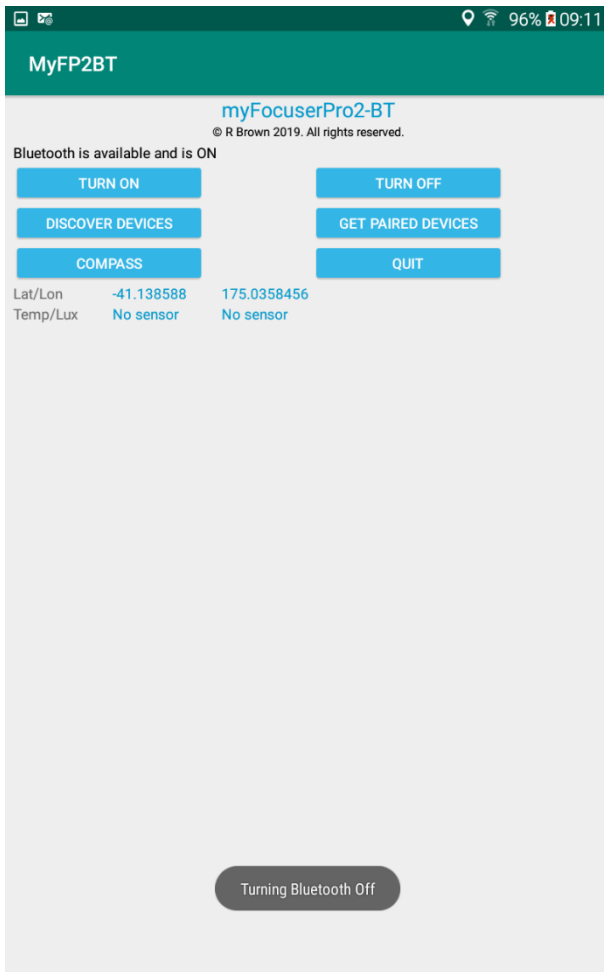 96% 09:11
MyFP2BT
myFocuserPro2-BT
© R Brown 2019. All rights reserved.
Bluetooth is available and is ON
TURN ON TURN OFF
DISCOVER DEVICES GET PAIRED DEVICES
COMPASS QUIT
Lat/Lon -41.138588 175.0358456
Temp/Lux No sensor No sensor
Turning Bluetooth Off